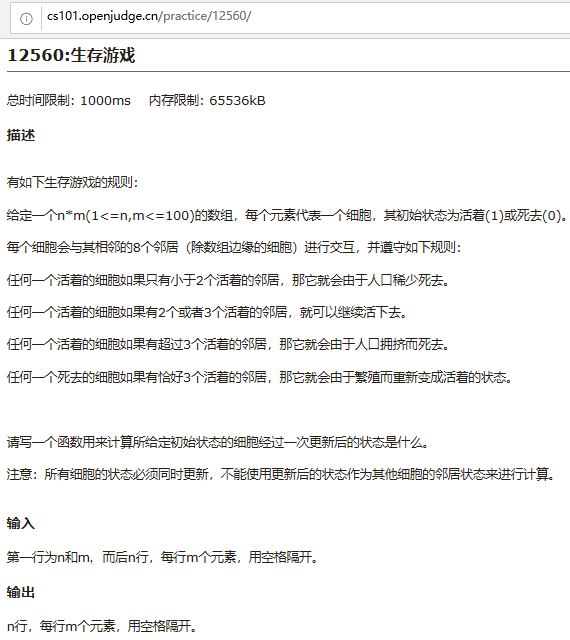 cs101.openjudge.cn/practice/12560/
12560:生存游戏
总时间限制: 1000ms 内存限制: 65536kB
描述
有如下生存游戏的规则：
给定一个n*m(1<=n,m<=100)的数组，每个元素代表一个细胞，其初始状态为活着(1)或死去(0)。
每个细胞会与其相邻的8个邻居（除数组边缘的细胞）进行交互，并遵守如下规则：
任何一个活着的细胞如果只有小于2个活着的邻居，那它就会由于人口稀少死去。
任何一个活着的细胞如果有2个或者3个活着的邻居，就可以继续活下去。
任何一个活着的细胞如果有超过3个活着的邻居，那它就会由于人口拥挤而死去。
任何一个死去的细胞如果有恰好3个活着的邻居，那它就会由于繁殖而重新变成活着的状态。
请写一个函数用来计算所给定初始状态的细胞经过一次更新后的状态是什么。
注意：所有细胞的状态必须同时更新，不能使用更新后的状态作为其他细胞的邻居状态来进行计算。
输入
第一行为n和m，而后n行，每行m个元素，用空格隔开。
输出
n行，每行m个元素，用空格隔开。